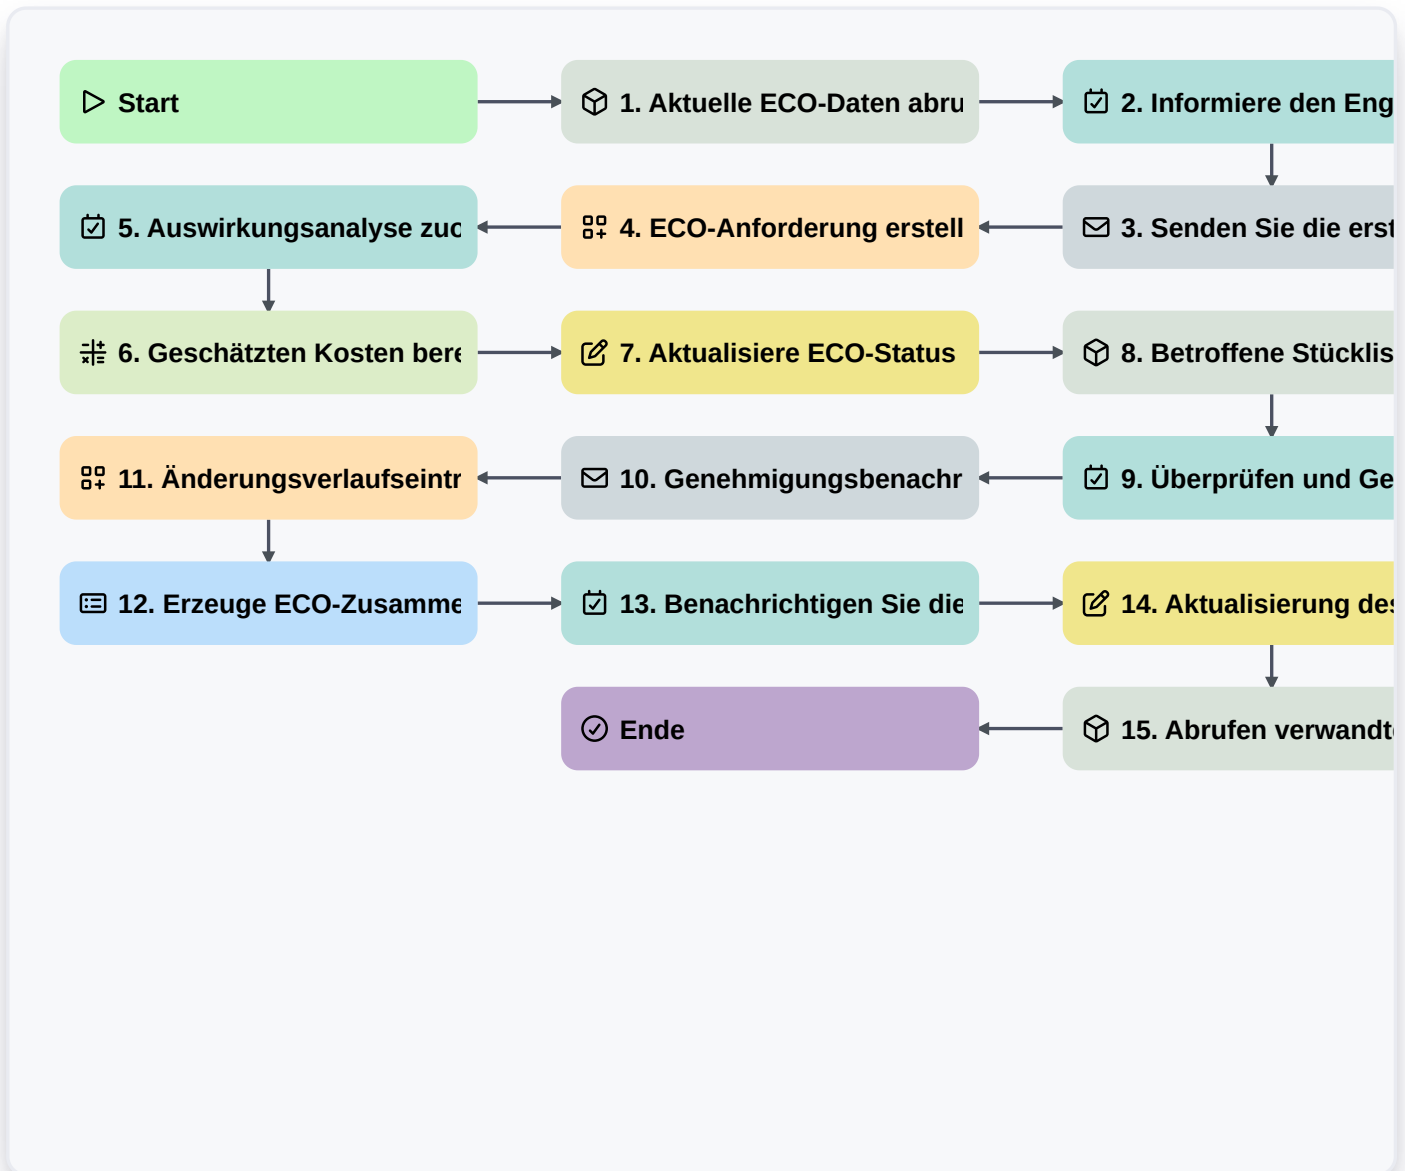 Start
1. Aktuelle ECO-Daten abru
2. Informiere den Eng
5. Auswirkungsanalyse
4. ECO-Anforderung erstell
3. Senden Sie die erst
6. Geschätzten Kosten bere
7. Aktualisiere ECO-Status
8. Betroffene Stücklis
11. Änderungsverlaufseintr
10. Genehmigungsbenachr
9. Überprüfen und Ge
12. Erzeuge ECO-Zusamme
13. Benachrichtigen Sie die
14. Aktualisierung des
Ende
15. Abrufen verwandte